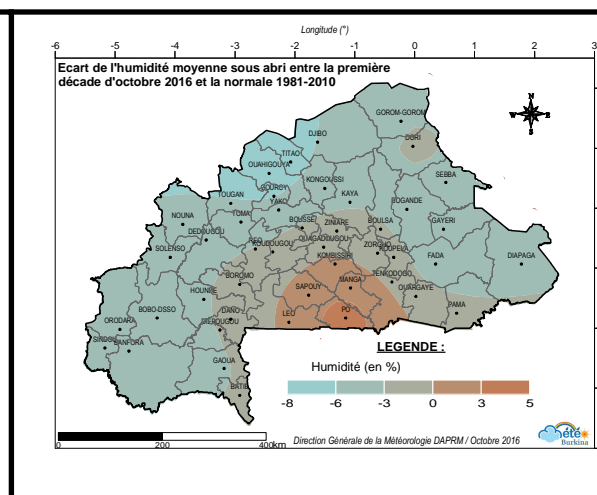 Longitude (°)
-6 -5 -4 -3 -2 -1 0 1 2 3
Ecart de l'humidité moyenne sous abri entre la première
décade d'octobre 2016 et la normale 1981-2010
N
W E
S
GOROM-GOROM
DJIBO DORI
TITAO
OUAHIGOUYA
KONGOUSSI SEBBA
GOURCY
TOUGAN YAKO KAYA BOGANDE
NOUNA TOMA BOUSSE ZINIARE BOULSA GAYERI
DEDOUGOU OUAGADOUGOU
SOLENSO KOUDOUGOU ZORGHO KOUPELA
KOMBISSIRI FADA DIAPAGA
TENKODOGO
BOROMO MANGA OUARGAYE
HOUNDE SAPOUY
BOBO-DSSO DANO LEO PO PAMA
ORODARA DIEBOUGOU
SINDOU BANFORA
GAOUA
BATIE
LEGENDE :
Humidité (en %)
-8 -6 -3 0 3 5
0 200 400km
Direction Générale de la Météorologie DAPRM / Octobre 2016
météo
Burkina